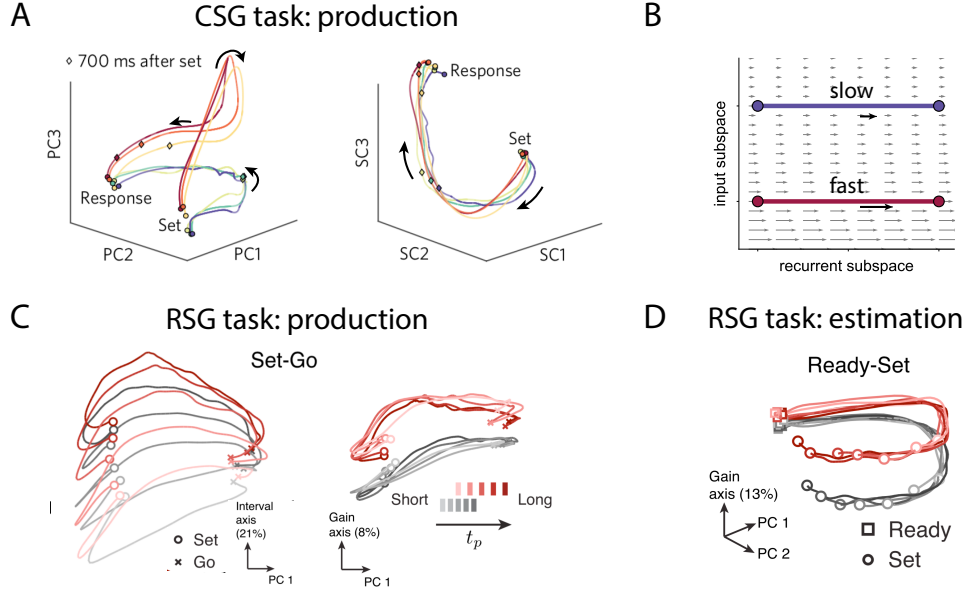 A
CSG task: production
◊ 700 ms after set
PC3
Response
Set
PC2
PC1
SC3
Response
Set
SC2
SC1
B
input subspace
slow
fast
recurrent subspace
C
RSG task: production
Set-Go
Interval
axis
(21%)
PC 1
Set
Go
Short
Long
tp
Gain
axis (8%)
PC 1
D
RSG task: estimation
Ready-Set
Gain
axis (13%)
PC 1
PC 2
Ready
Set